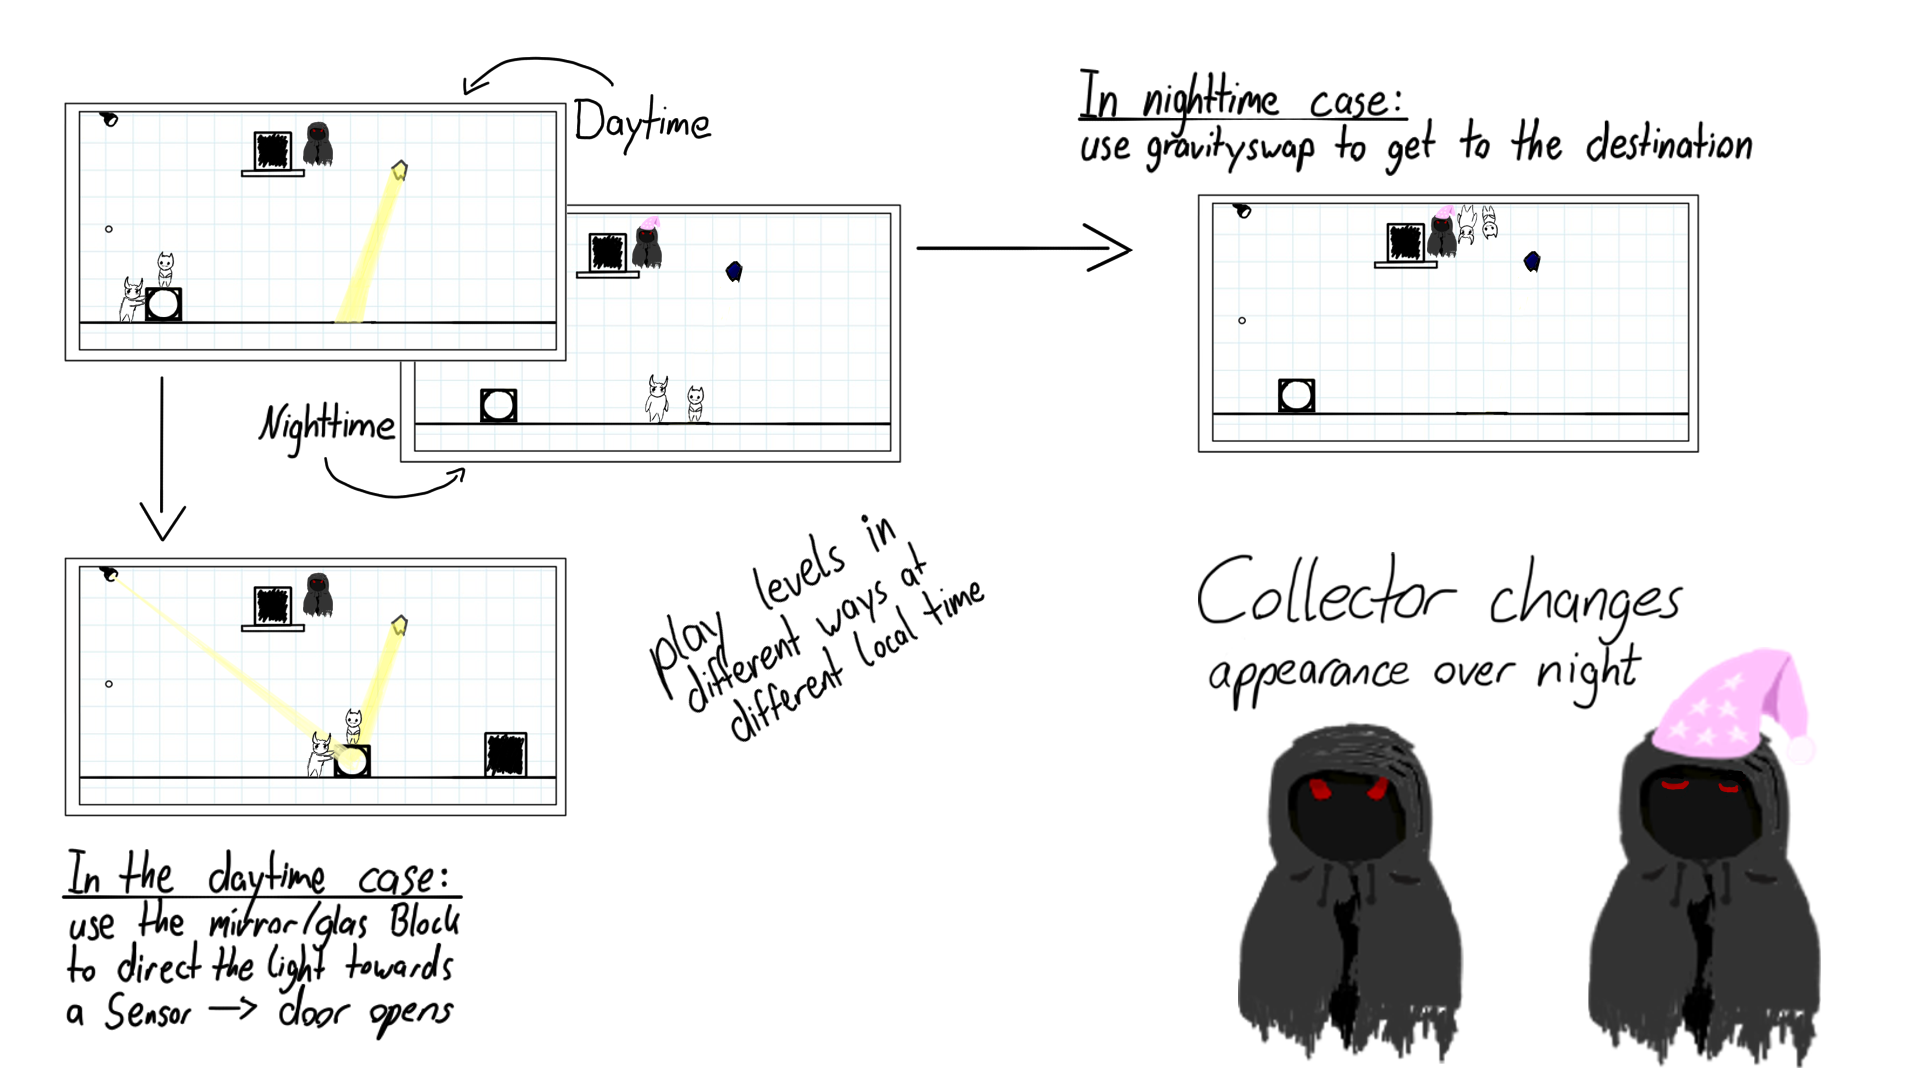 Daytime
Nighttime
In nighttime case:
use gravityswap to get to the destination
play levels in
different ways at
different local time
Collector changes
appearance over night
In the daytime case:
use the mirror/glas Block
to direct the light towards
a Sensor → door opens